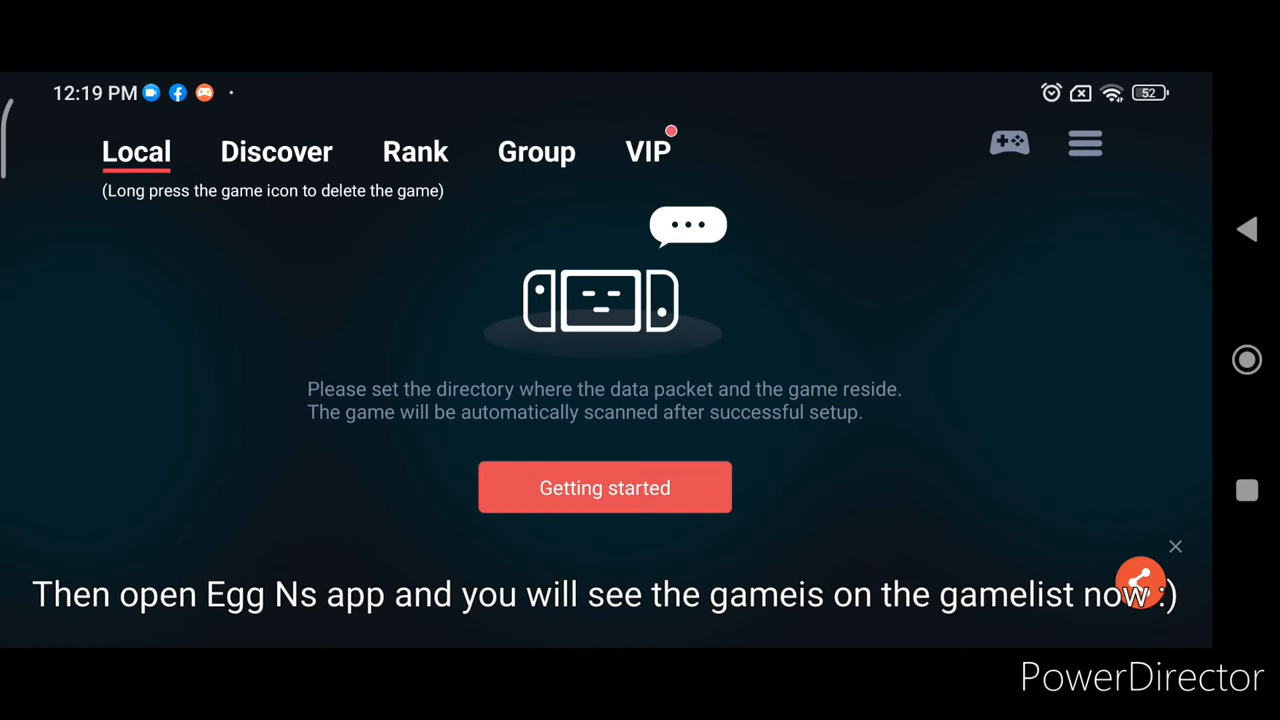 12:19 PM
52
Local Discover Rank Group VIP
(Long press the game icon to delete the game)
Please set the directory where the data packet and the game reside.
The game will be automatically scanned after successful setup.
Getting started
Then open Egg Ns app and you will see the gameis on the gamelist now :)
PowerDirector